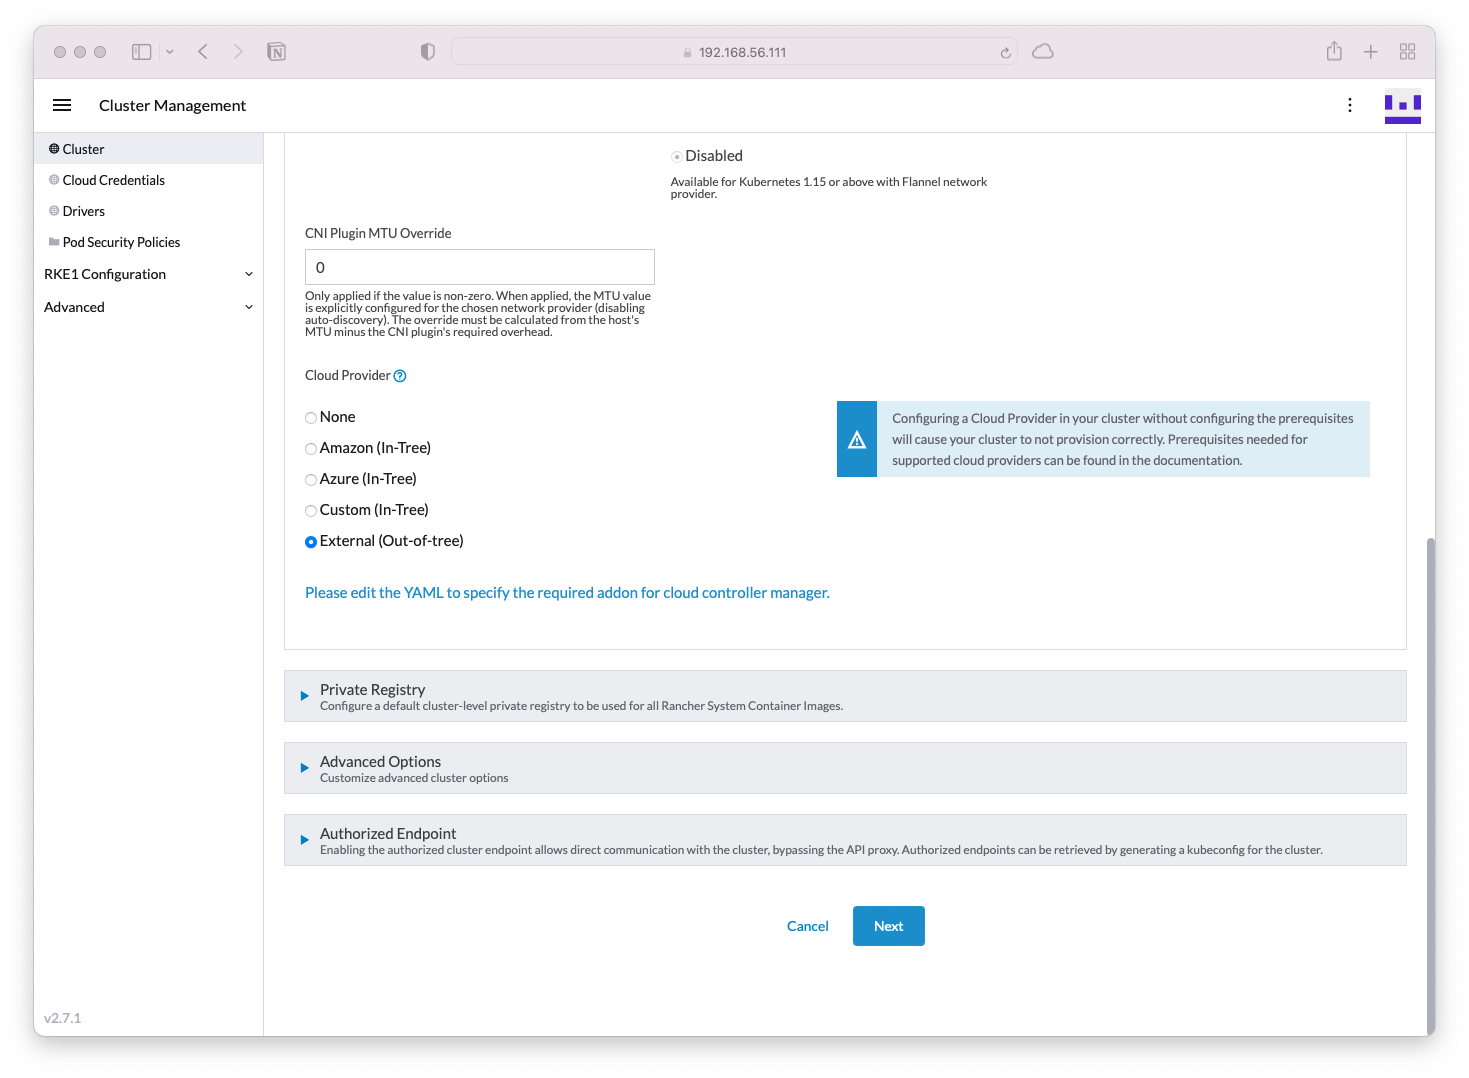 192.168.56.111
Cluster Management
Cluster
Cloud Credentials
Drivers
Pod Security Policies
RKE1 Configuration
Advanced
v2.7.1
Disabled
Available for Kubernetes 1.15 or above with Flannel network
provider.
CNI Plugin MTU Override
0
Only applied if the value is non-zero. When applied, the MTU value
is explicitly configured for the chosen network provider (disabling
auto-discovery). The override must be calculated from the host's
MTU minus the CNI plugin's required overhead.
Cloud Provider
None
Amazon (In-Tree)
Azure (In-Tree)
Custom (In-Tree)
External (Out-of-tree)
Configuring a Cloud Provider in your cluster without configuring the prerequisites
will cause your cluster to not provision correctly. Prerequisites needed for
supported cloud providers can be found in the documentation.
Please edit the YAML to specify the required addon for cloud controller manager.
Private Registry
Configure a default cluster-level private registry to be used for all Rancher System Container Images.
Advanced Options
Customize advanced cluster options
Authorized Endpoint
Enabling the authorized cluster endpoint allows direct communication with the cluster, bypassing the API proxy. Authorized endpoints can be retrieved by generating a kubeconfig for the cluster.
Cancel
Next